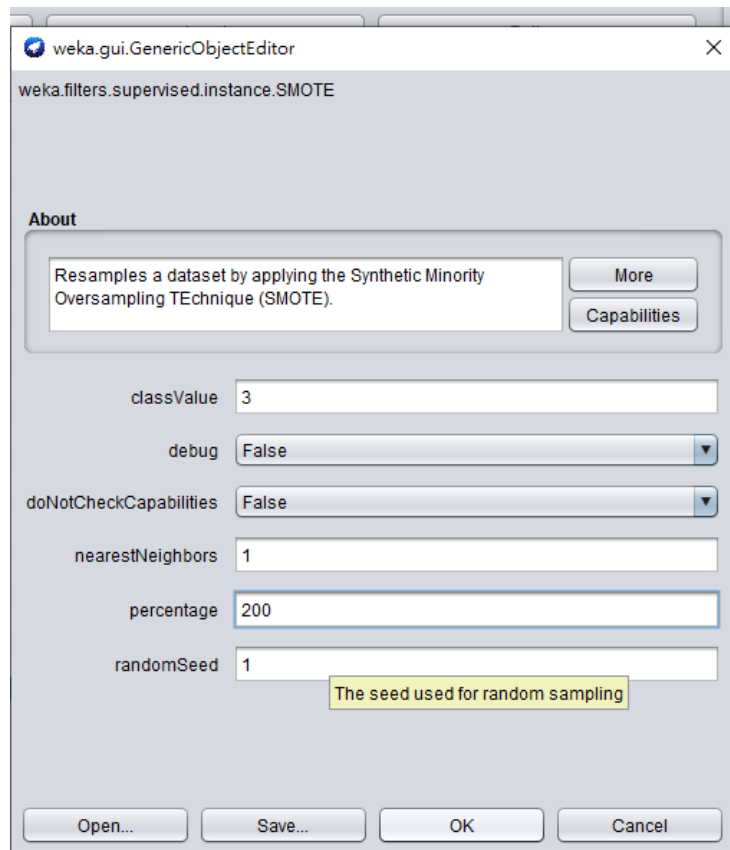 weka.gui.GenericObjectEditor
weka.filters.supervised.instance.SMOTE
About
Resamples a dataset by applying the Synthetic Minority
Oversampling TEchnique (SMOTE).
More
Capabilities
classValue 3
debug False
doNotCheckCapabilities False
nearestNeighbors 1
percentage 200
randomSeed 1
The seed used for random sampling
Open... Save... OK Cancel